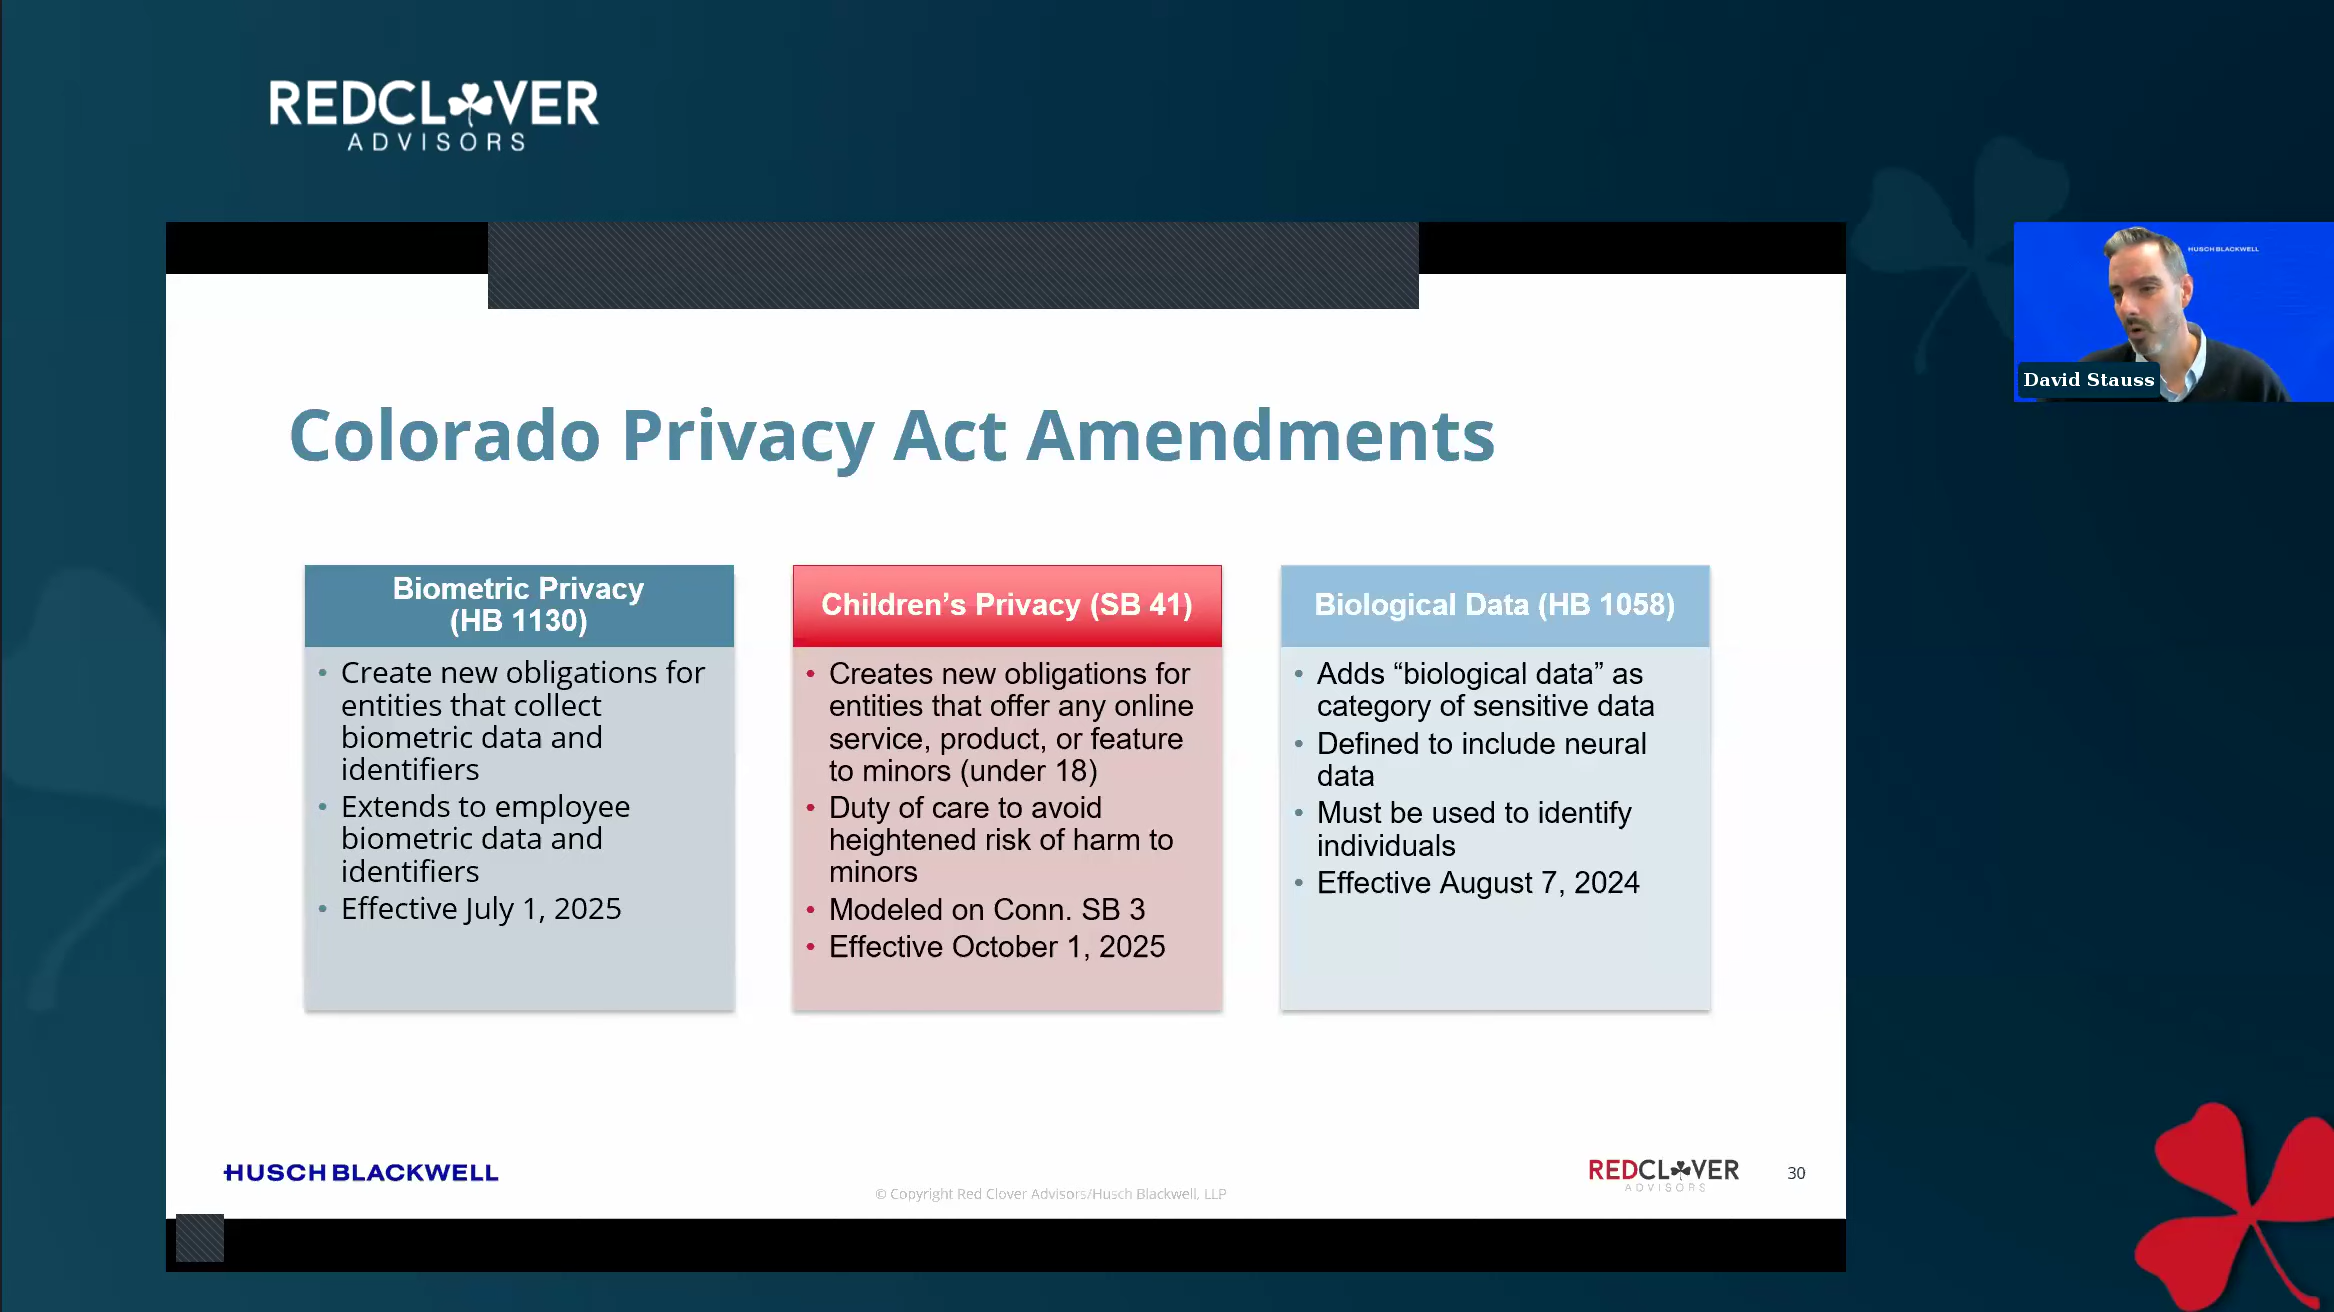 REDCLOVER
ADVISORS
HUSCH BLACKWELL
David Stauss
Colorado Privacy Act Amendments
Biometric Privacy
(HB 1130)
• Create new obligations for
entities that collect
biometric data and
identifiers
• Extends to employee
biometric data and
identifiers
• Effective July 1, 2025
Children’s Privacy (SB 41)
• Creates new obligations for
entities that offer any online
service, product, or feature
to minors (under 18)
• Duty of care to avoid
heightened risk of harm to
minors
• Modeled on Conn. SB 3
• Effective October 1, 2025
Biological Data (HB 1058)
• Adds “biological data” as
category of sensitive data
• Defined to include neural
data
• Must be used to identify
individuals
• Effective August 7, 2024
HUSCH BLACKWELL
© Copyright Red Clover Advisors/Husch Blackwell, LLP
REDCLOVER
ADVISORS
30